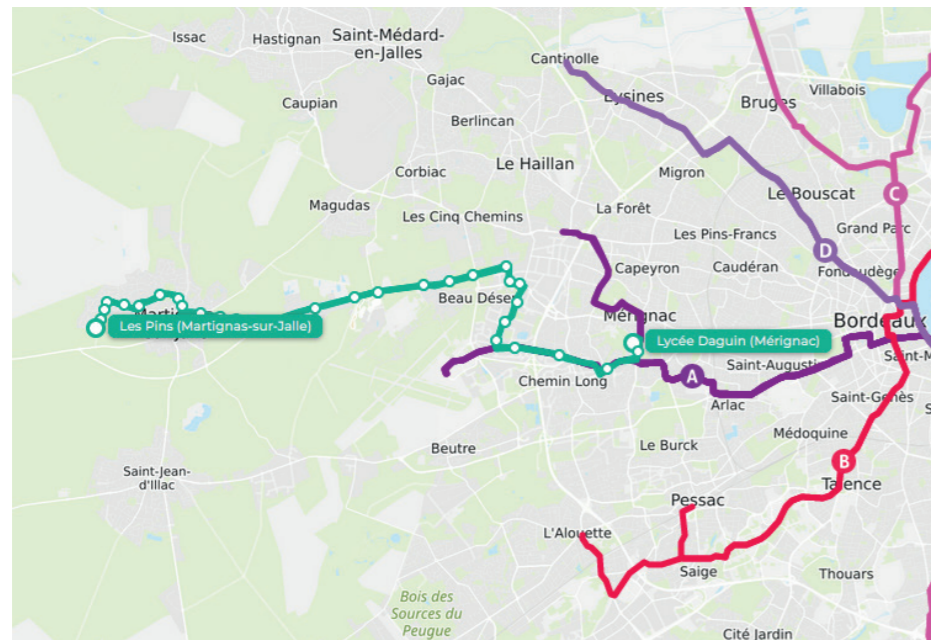 Issac
Hastignan
Saint-Médard-
en-Jalles
Cantinolle
Gajac
Eysines
Villabois
Bruges
Caupian
Berlincan
Le Haillan
Corbiac
Migron
Le Bouscat
C
Magudas
La Forêt
Les Cinq Chemins
Les Pins-Francs
Grand Parc
D
Capeyron
Caudéran
Fondaudège
Beau Déser
Mérignac
Bordeaux
Les Pins (Martignas-sur-Jalle)
Lycée Daguin (Mérignac)
Saint-M
Saint-Augusti
A
Chemin Long
Arlac
Saint-Genès
S
Médoquine
Beutre
Le Burck
B
Saint-Jean-
d'Illac
Talence
Pessac
L'Alouette
Saige
Thouars
Bois des
Sources du
Peugue
Cité Jardin